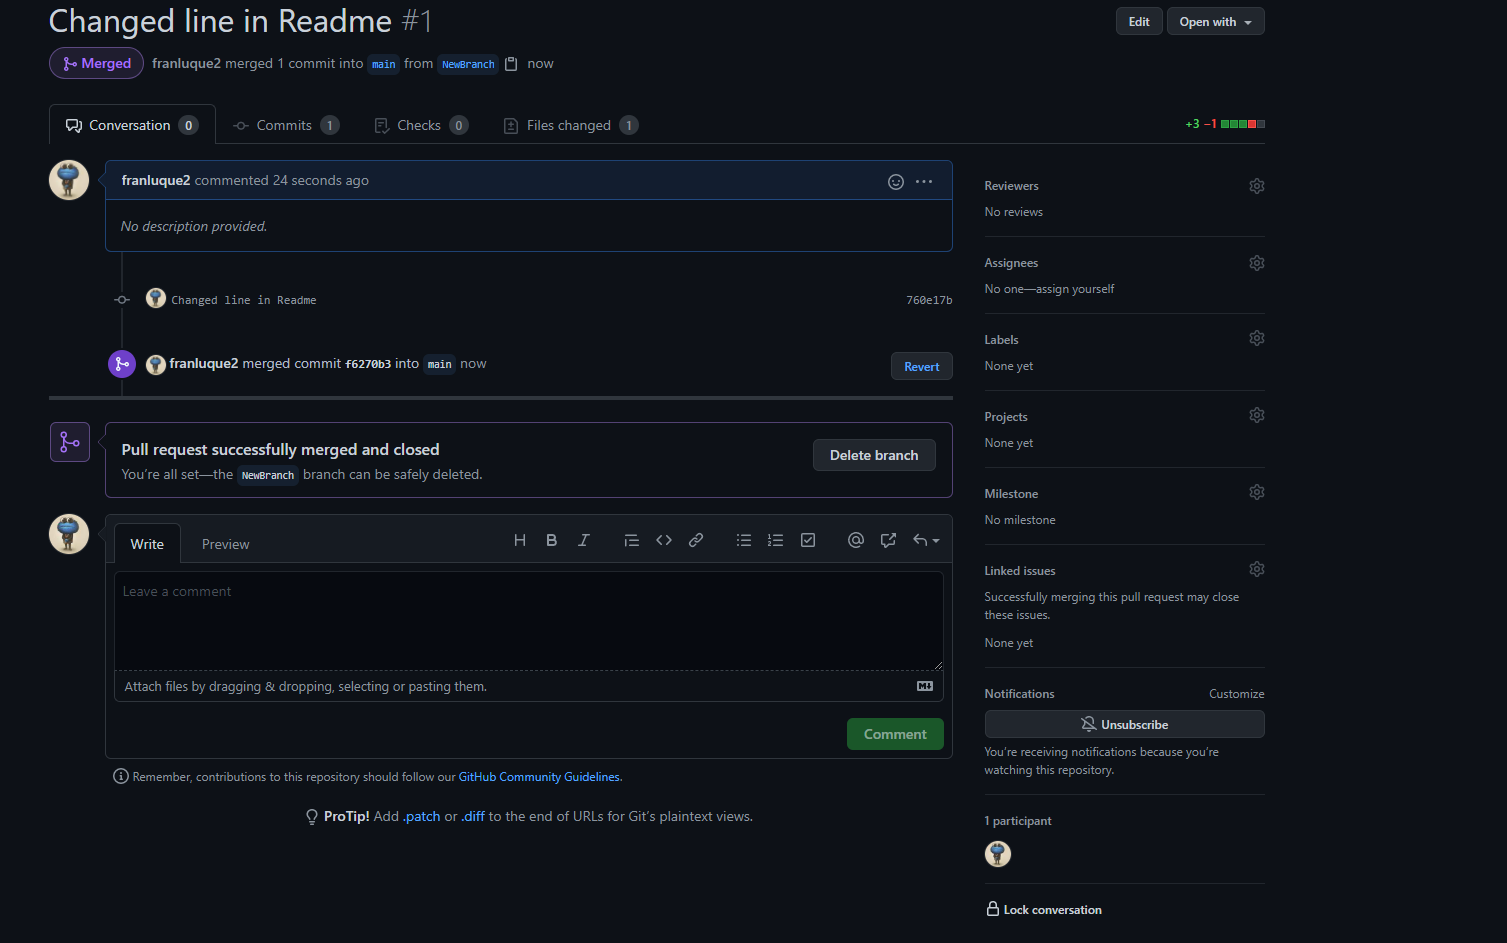 Changed line in Readme #1
Edit
Open with
Merged
franluque2 merged 1 commit into main from NewBranch now
Conversation 0
Commits 1
Checks 0
Files changed 1
+3 −1
franluque2 commented 24 seconds ago
No description provided.
Changed line in Readme
760e17b
franluque2 merged commit f6270b3 into main now
Revert
Pull request successfully merged and closed
You're all set—the NewBranch branch can be safely deleted.
Delete branch
Write
Preview
H B I
Leave a comment
Attach files by dragging & dropping, selecting or pasting them.
Comment
Remember, contributions to this repository should follow our GitHub Community Guidelines.
ProTip! Add .patch or .diff to the end of URLs for Git's plaintext views.
Reviewers
No reviews
Assignees
No one—assign yourself
Labels
None yet
Projects
None yet
Milestone
No milestone
Linked issues
Successfully merging this pull request may close
these issues.
None yet
Notifications
Customize
Unsubscribe
You're receiving notifications because you're
watching this repository.
1 participant
Lock conversation